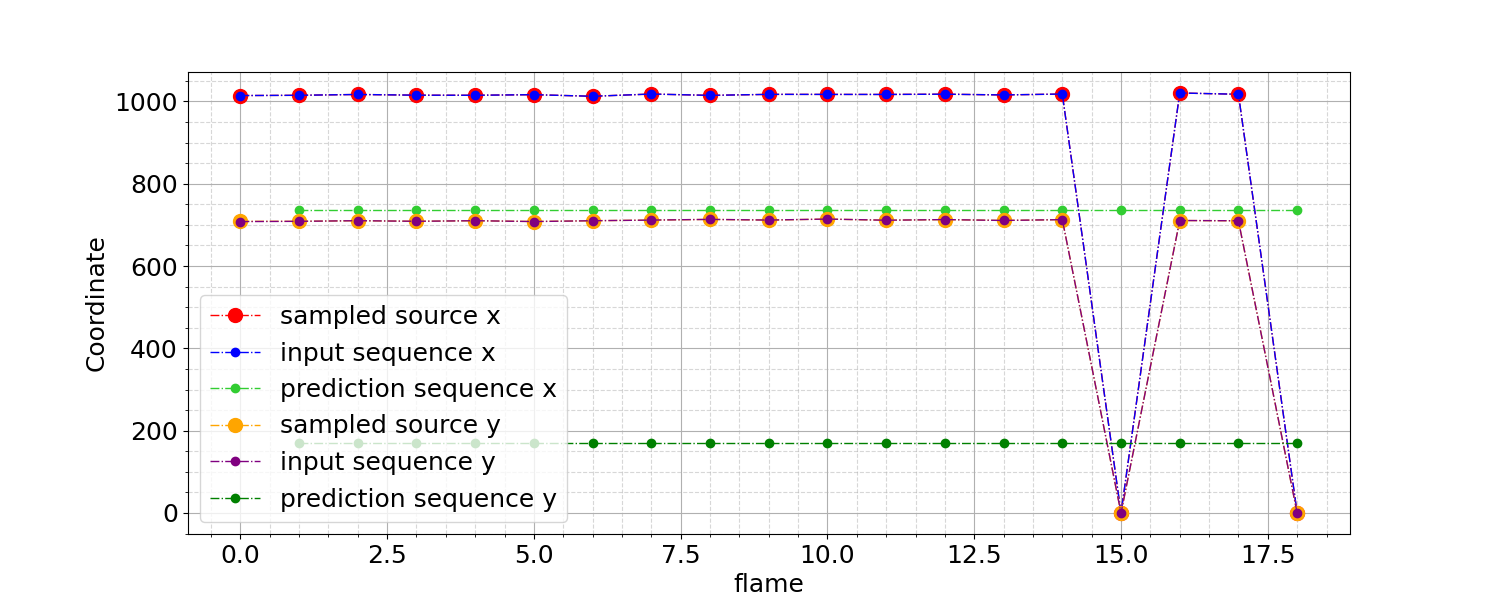 1000
800
600
400
200
0
Coordinate
sampled source x
input sequence x
prediction sequence x
sampled source y
input sequence y
prediction sequence y
0.0 2.5 5.0 7.5 10.0 12.5 15.0 17.5
flame